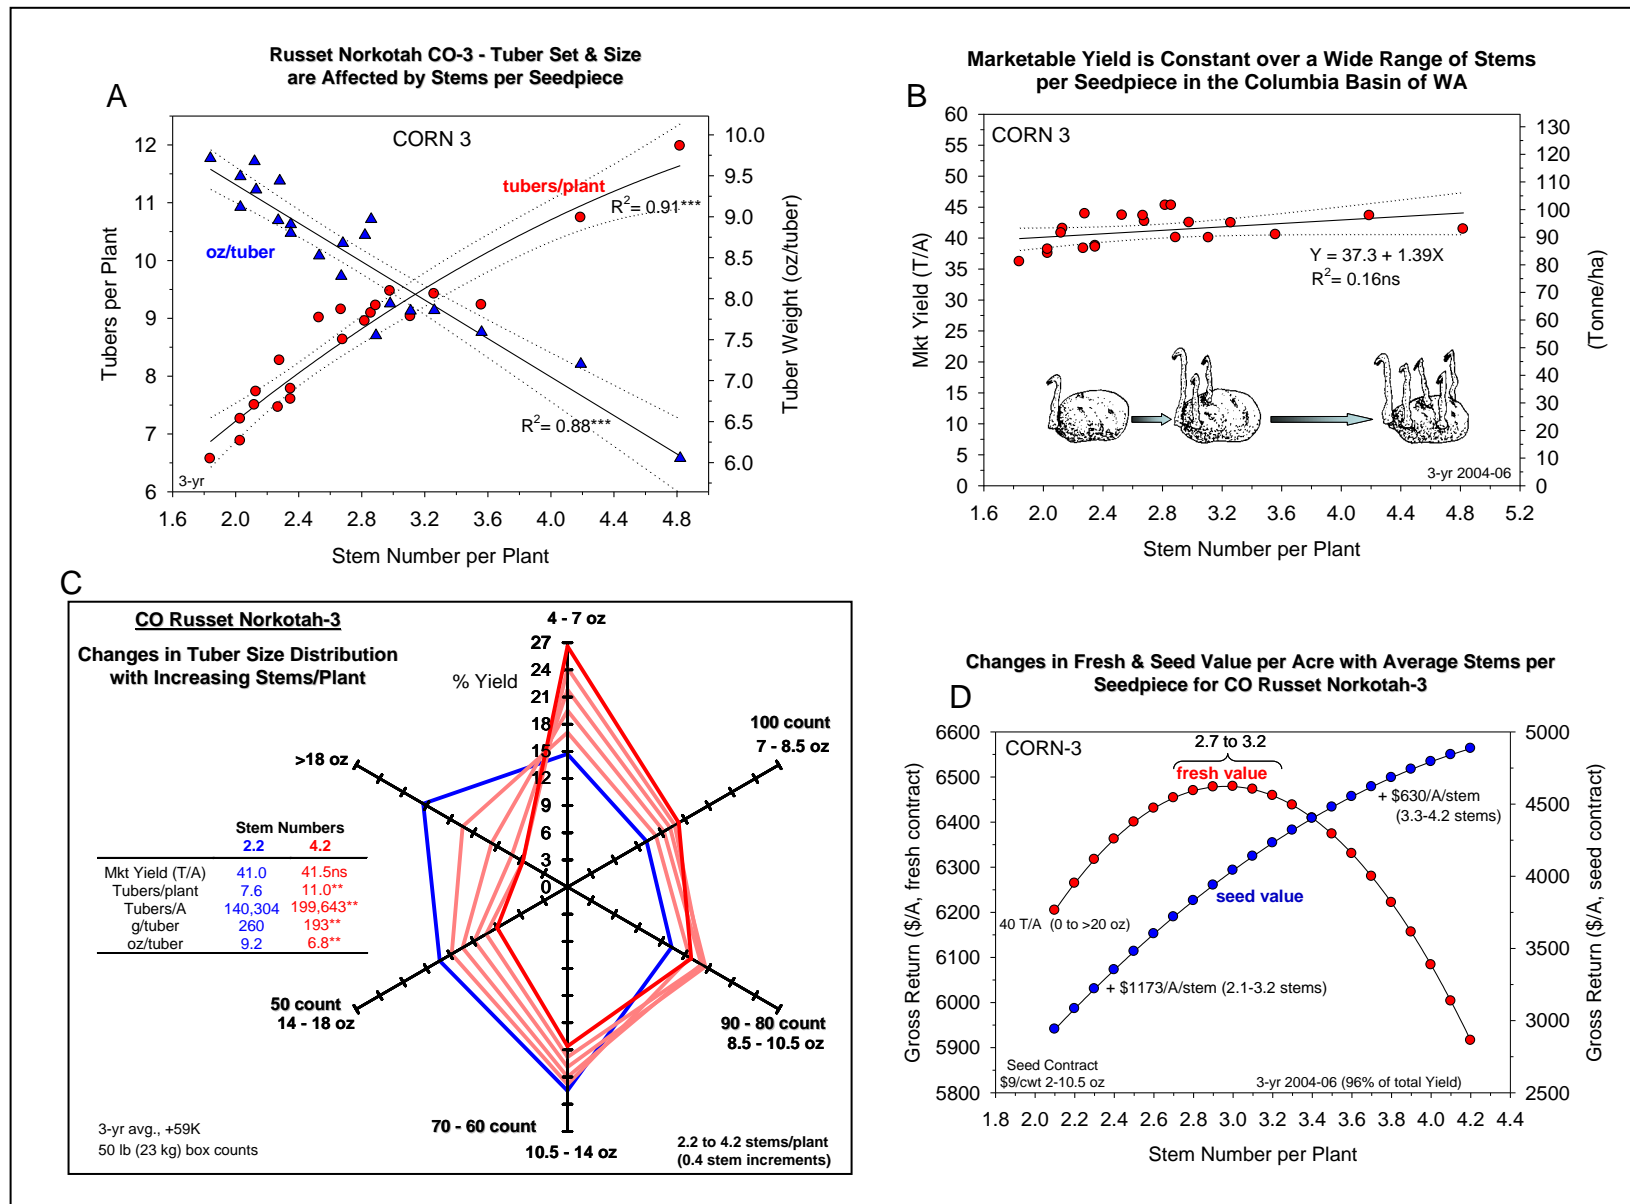 Russet Norkotah CO-3 - Tuber Set & Size
are Affected by Stems per Seedpiece
A
CORN 3
tubers/plant
R2= 0.91***
oz/tuber
R2= 0.88***
3-yr
Tubers per Plant
12
11
10
9
8
7
6
10.0
9.5
9.0
8.5
8.0
7.5
7.0
6.5
6.0
Tuber Weight (oz/tuber)
1.6 2.0 2.4 2.8 3.2 3.6 4.0 4.4 4.8
Stem Number per Plant
Marketable Yield is Constant over a Wide Range of Stems
per Seedpiece in the Columbia Basin of WA
B
CORN 3
Mkt Yield (T/A)
60
55
50
45
40
35
30
25
20
15
10
5
0
130
120
110
100
90
80
70
60
50
40
30
20
10
0
(Tonne/ha)
Y = 37.3 + 1.39X
R2= 0.16ns
3-yr 2004-06
1.6 2.0 2.4 2.8 3.2 3.6 4.0 4.4 4.8 5.2
Stem Number per Plant
C
CO Russet Norkotah-3
Changes in Tuber Size Distribution
with Increasing Stems/Plant
4 - 7 oz
% Yield
27
24
21
18
15
12
9
6
3
0
100 count
7 - 8.5 oz
>18 oz
Stem Numbers
2.2 4.2
Mkt Yield (T/A) 41.0 41.5ns
Tubers/plant 7.6 11.0**
Tubers/A 140,304 199,643**
g/tuber 260 193**
oz/tuber 9.2 6.8**
50 count
14 - 18 oz
90 - 80 count
8.5 - 10.5 oz
70 - 60 count
10.5 - 14 oz
3-yr avg., +59K
50 lb (23 kg) box counts
2.2 to 4.2 stems/plant
(0.4 stem increments)
Changes in Fresh & Seed Value per Acre with Average Stems per
Seedpiece for CO Russet Norkotah-3
D
CORN-3
2.7 to 3.2
fresh value
+ $630/A/stem
(3.3-4.2 stems)
seed value
40 T/A (0 to >20 oz)
+ $1173/A/stem (2.1-3.2 stems)
Seed Contract
$9/cwt 2-10.5 oz
3-yr 2004-06 (96% of total Yield)
Gross Return ($/A, fresh contract)
6600
6500
6400
6300
6200
6100
6000
5900
5800
5000
4500
4000
3500
3000
2500
Gross Return ($/A, seed contract)
1.8 2.0 2.2 2.4 2.6 2.8 3.0 3.2 3.4 3.6 3.8 4.0 4.2 4.4
Stem Number per Plant